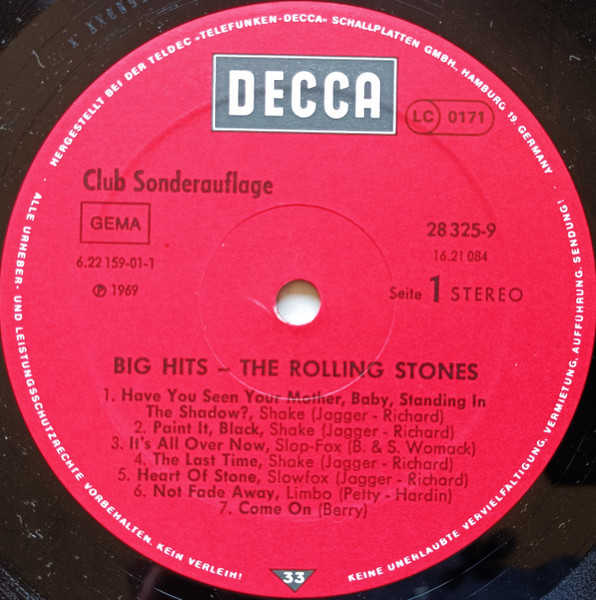 HERGESTELLT BEI DER TELDEC »TELEFUNKEN-DECCA« SCHALLPLATTEN GMBH., HAMBURG 19, GERMANY
DECCA
LC 0171
Club Sonderauflage
GEMA
28 325-9
6.22 159-01-1
16.21 084
℗ 1969
Seite 1 STEREO
BIG HITS – THE ROLLING STONES
1. Have You Seen Your Mother, Baby, Standing In
The Shadow?, Shake (Jagger - Richard)
2. Paint It, Black, Shake (Jagger - Richard)
3. It's All Over Now, Slop-Fox (B. & S. Womack)
4. The Last Time, Shake (Jagger - Richard)
5. Heart Of Stone, Slowfox (Jagger - Richard)
6. Not Fade Away, Limbo (Petty - Hardin)
7. Come On (Berry)
33
ALLE URHEBER- UND LEISTUNGSSCHUTZRECHTE VORBEHALTEN. KEIN VERLEIH!
KEINE UNERLAUBTE VERVIELFÄLTIGUNG, VERMIETUNG, AUFFÜHRUNG, SENDUNG!